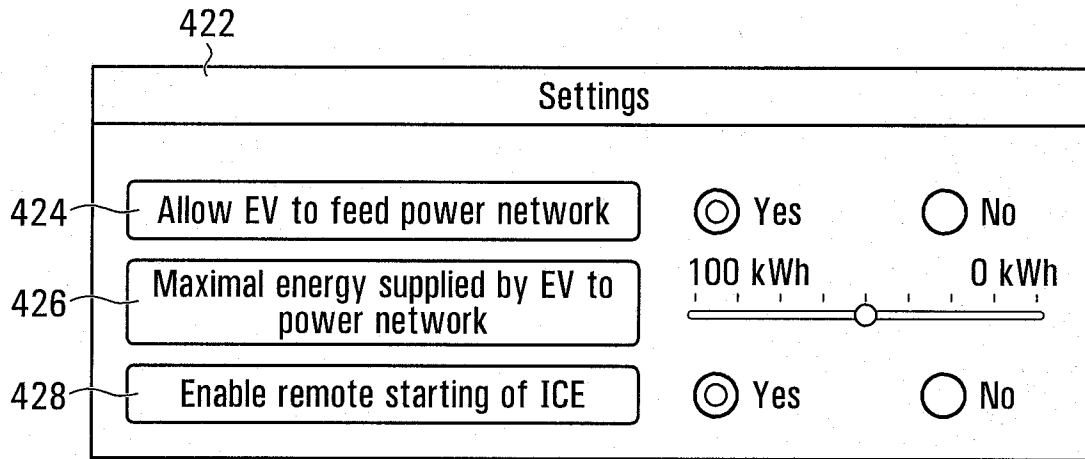 422
Settings
424 Allow EV to feed power network Yes No
426 Maximal energy supplied by EV to power network 100 kWh 0 kWh
428 Enable remote starting of ICE Yes No